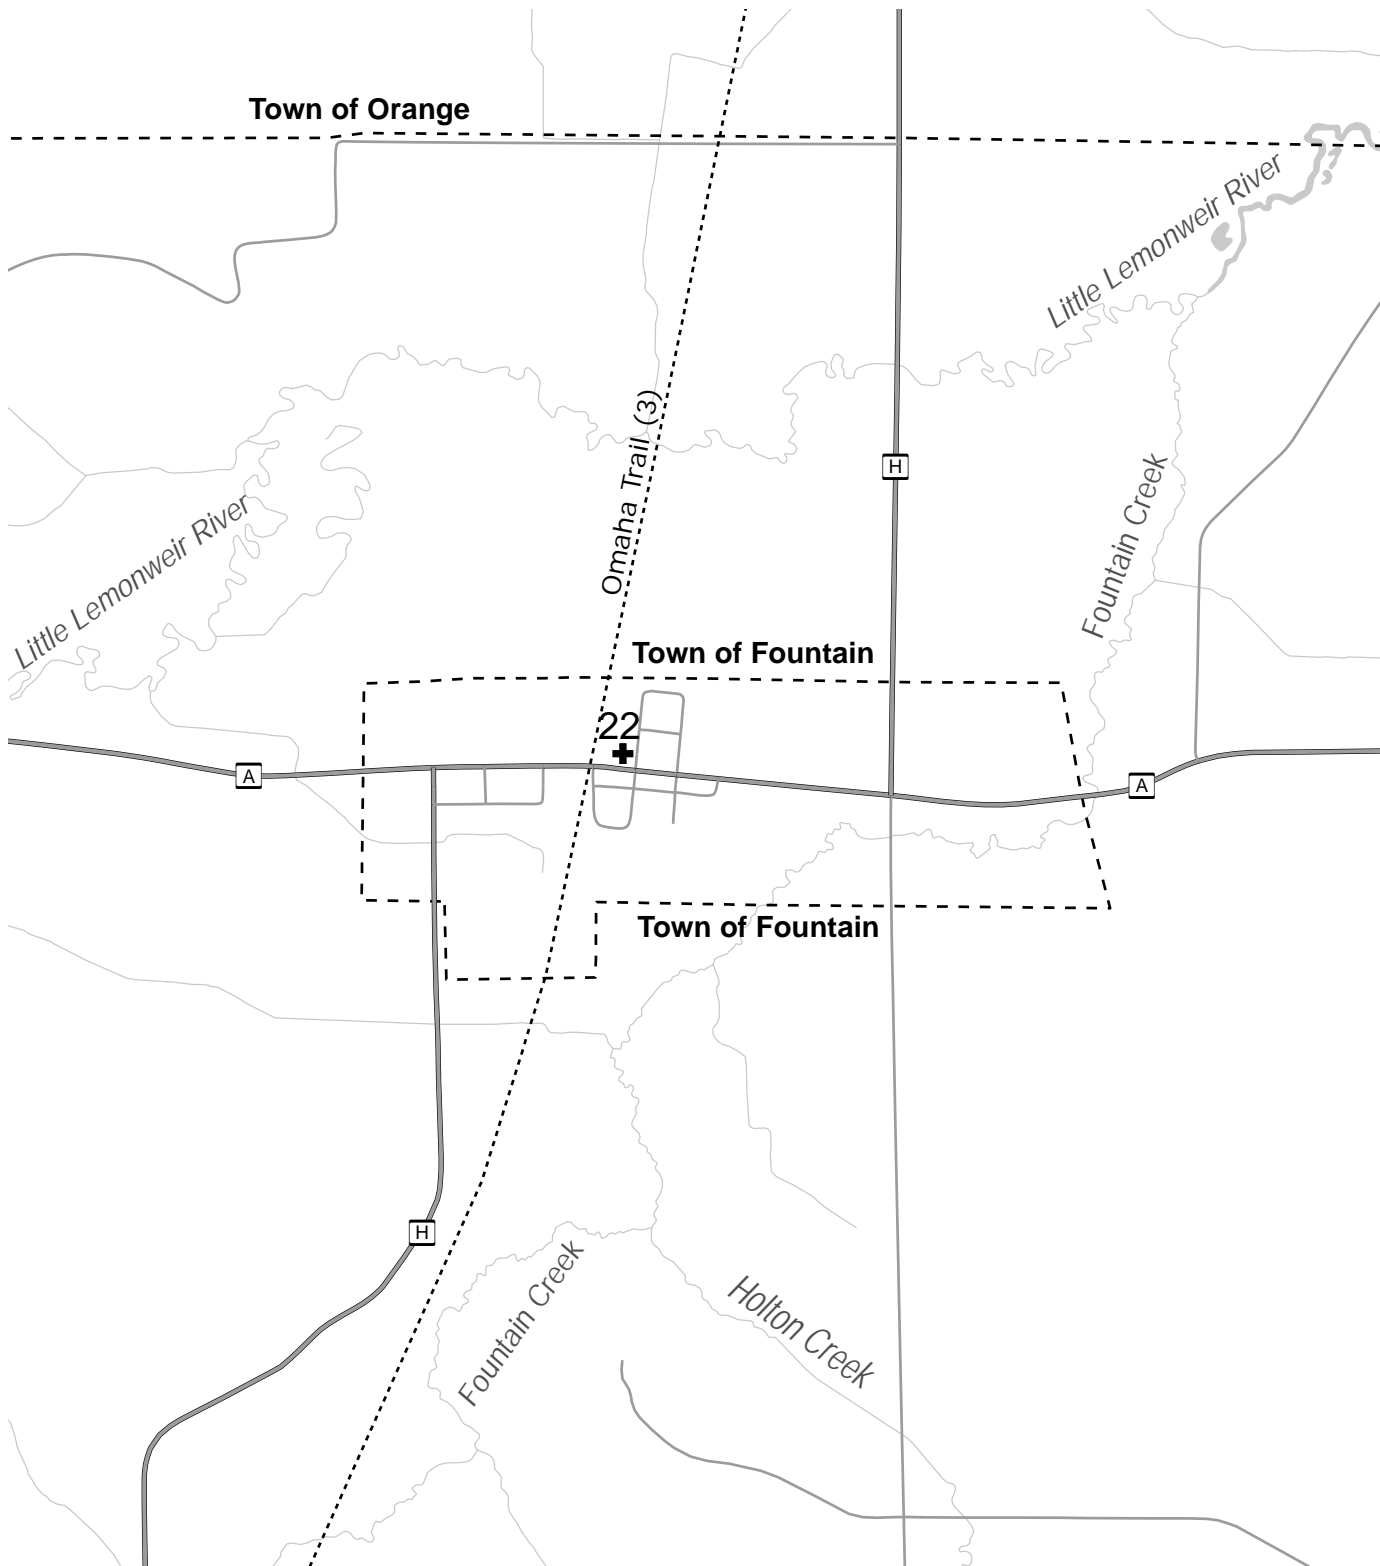 Town of Orange
Little Lemonweir River
Omaha Trail (3)
H
Fountain Creek
Little Lemonweir River
Town of Fountain
22
A
A
Town of Fountain
H
Fountain Creek
Holton Creek